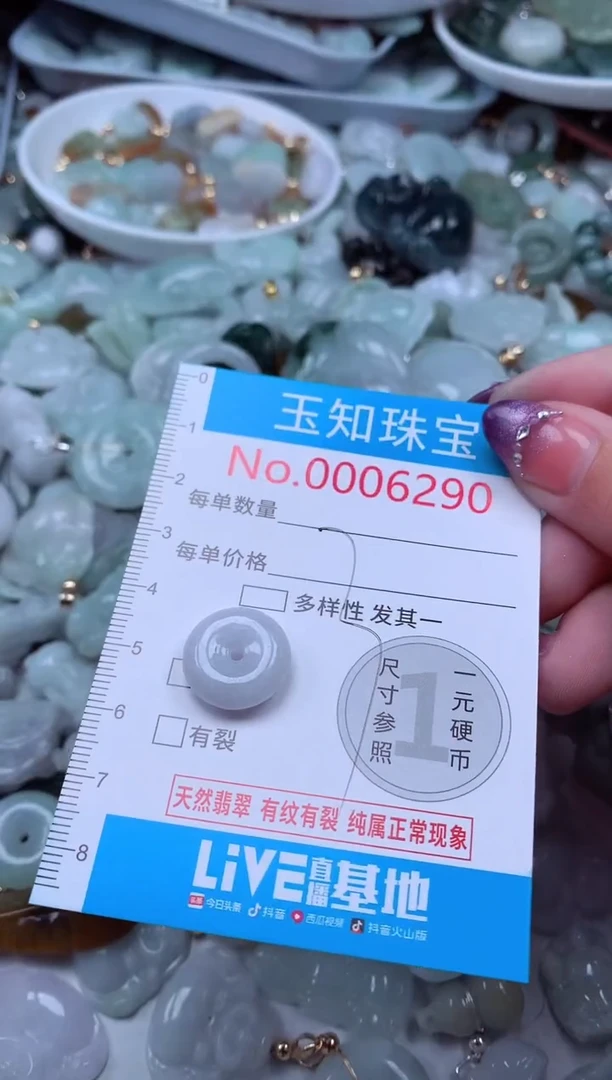 0
1
2
3
4
5
6
7
8
玉知珠宝
No.0006290
每单数量
每单价格
多样性 发其一
有裂
尺寸参照
1
一元硬币
天然翡翠 有纹有裂 纯属正常现象
LIVE直播基地
头条 今日头条 抖音 西瓜视频 抖音火山版